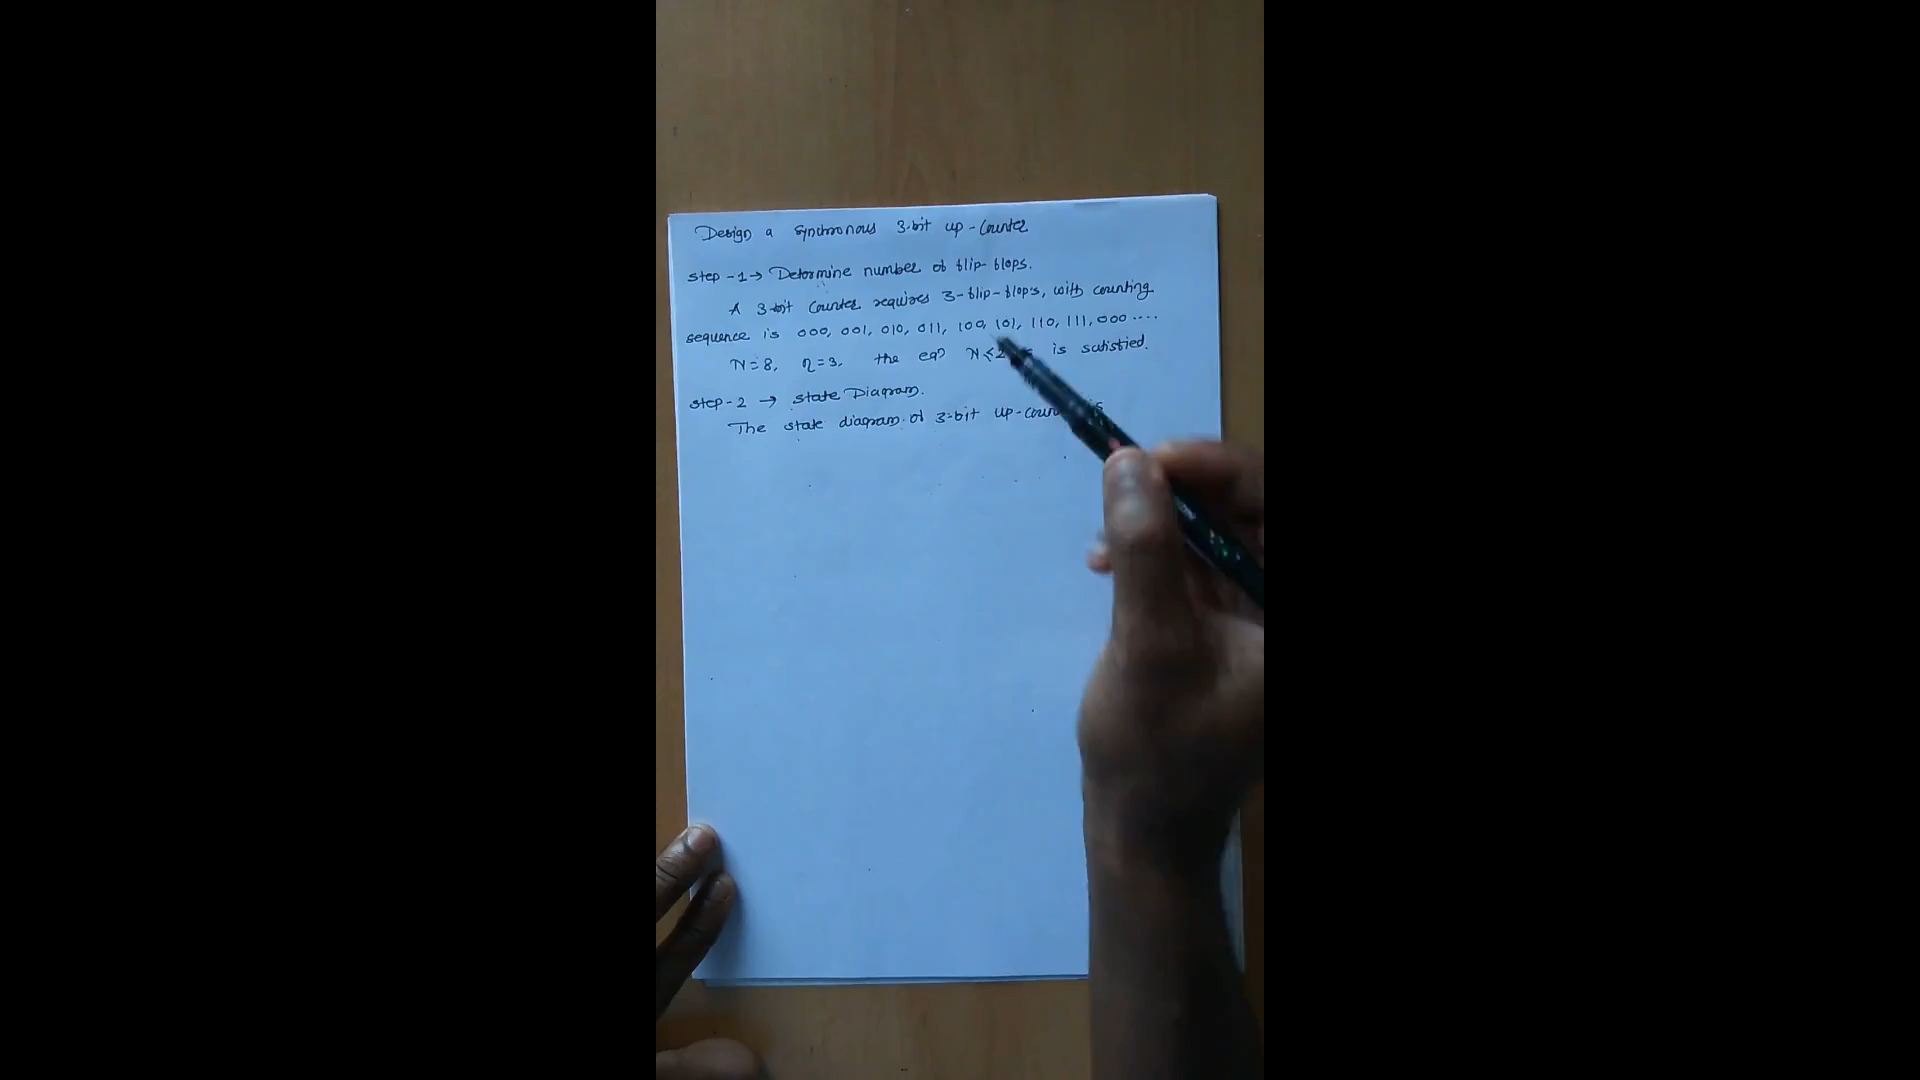 Design a synchronous 3-bit up-counter
step-1→ Determine number of flip-flops.
A 3-bit counter requires 3-flip-flops, with counting
sequence is 000, 001, 010, 011, 100, 101, 110, 111, 000 ....
N=8, n=3, the eqn N≤2 is satisfied.
step-2 → state Diagram.
The state diagram of 3-bit up- is